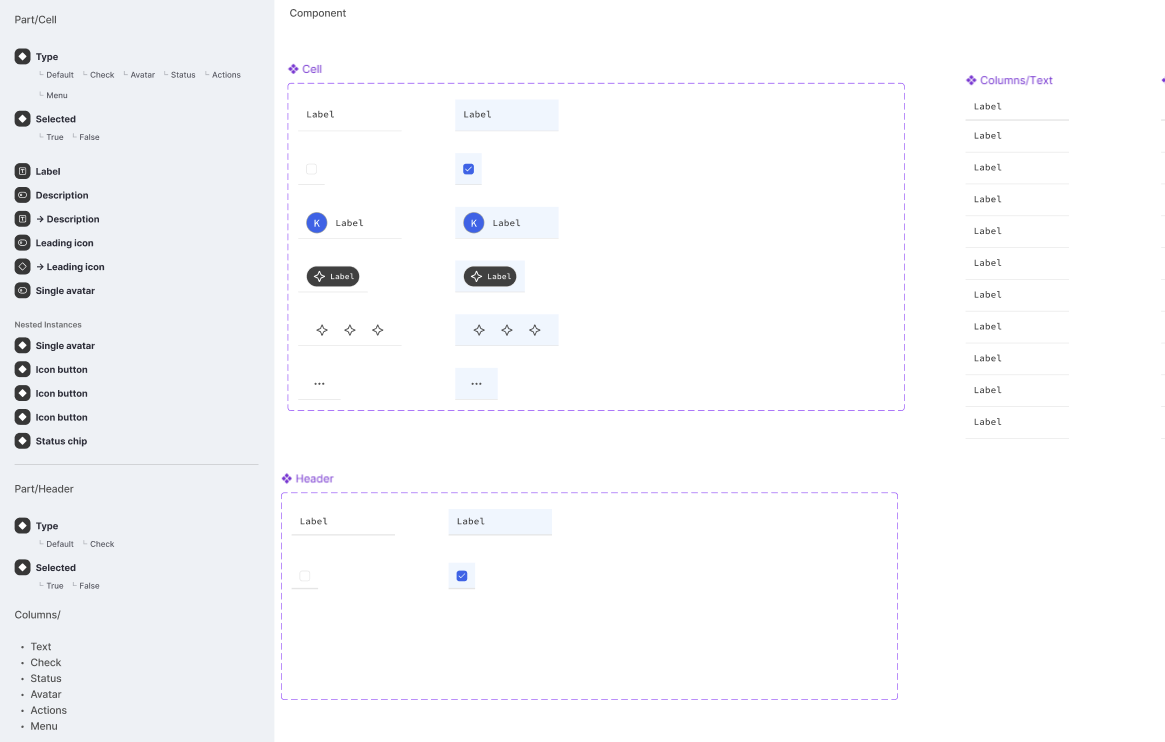 Part/Cell
Type
Default Check Avatar Status Actions
Menu
Selected
True False
Label
Description
→ Description
Leading icon
→ Leading icon
Single avatar
Nested Instances
Single avatar
Icon button
Icon button
Icon button
Status chip
Part/Header
Type
Default Check
Selected
True False
Columns/
• Text
• Check
• Status
• Avatar
• Actions
• Menu
Component
Cell
Label Label
K Label K Label
Label Label
Header
Label Label
Columns/Text
Label
Label
Label
Label
Label
Label
Label
Label
Label
Label
Label